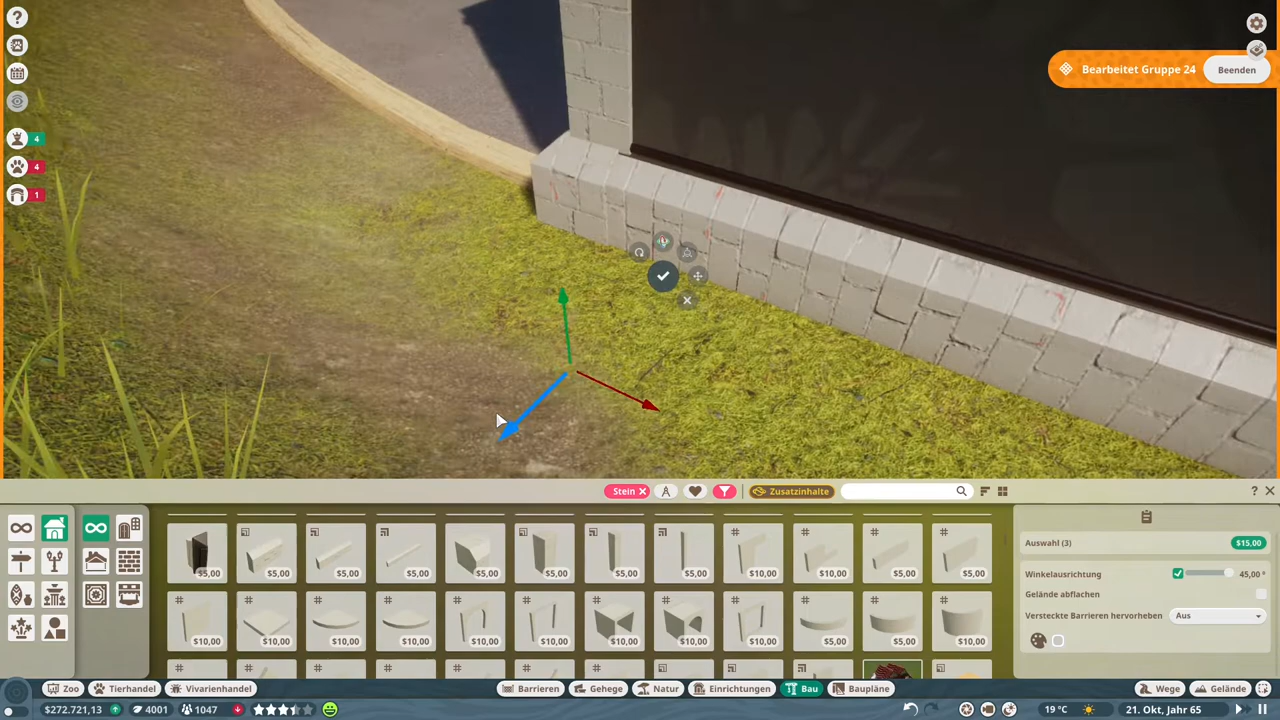 ?
Bearbeitet Gruppe 24
Beenden
4
4
1
Stein
Zusatzinhalte
?
$5,00
$5,00
$5,00
$5,00
$5,00
$5,00
$5,00
$5,00
$10,00
$10,00
$5,00
$5,00
Auswahl (3)
$15,00
Winkelausrichtung
45,00 °
Gelände abflachen
Versteckte Barrieren hervorheben
Aus
$10,00
$10,00
$10,00
$10,00
$10,00
$10,00
$10,00
$10,00
$10,00
$5,00
$5,00
$10,00
Zoo
Tierhandel
Vivarienhandel
Barrieren
Gehege
Natur
Einrichtungen
Bau
Baupläne
Wege
Gelände
$272.721,13
4001
1047
19 °C
21. Okt, Jahr 65